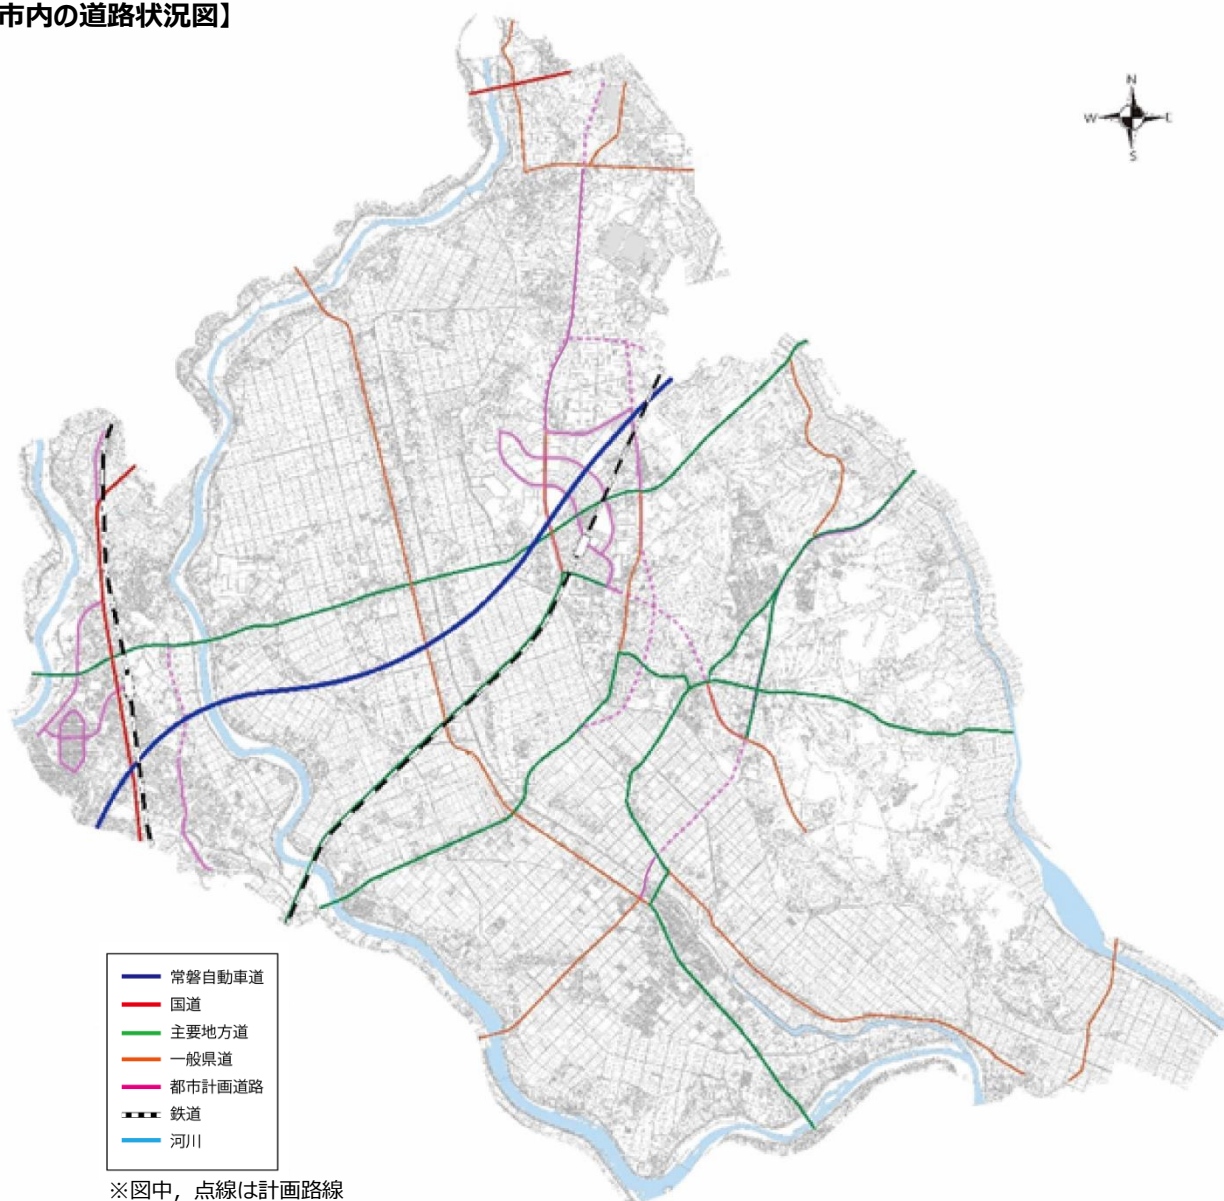 市内の道路状況図】
N
W
E
S
常磐自動車道
国道
主要地方道
一般県道
都市計画道路
鉄道
河川
※図中，点線は計画路線